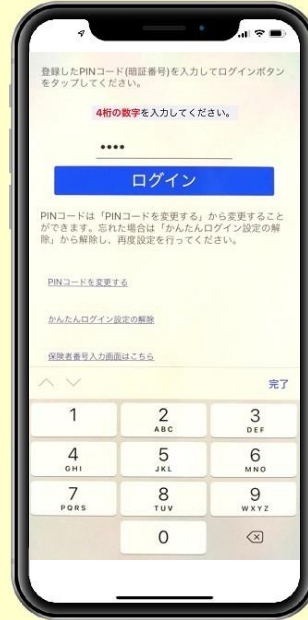 登録したPINコード(暗証番号)を入力してログインボタン
をタップしてください。
4桁の数字を入力してください。
••••
ログイン
PINコードは「PINコードを変更する」から変更すること
ができます。忘れた場合は「かんたんログイン設定の解
除」から解除し、再度設定を行ってください。
PINコードを変更する
かんたんログイン設定の解除
保険者番号入力画面はこちら
完了
1 2 3
ABC DEF
4 5 6
GHI JKL MNO
7 8 9
PQRS TUV WXYZ
0